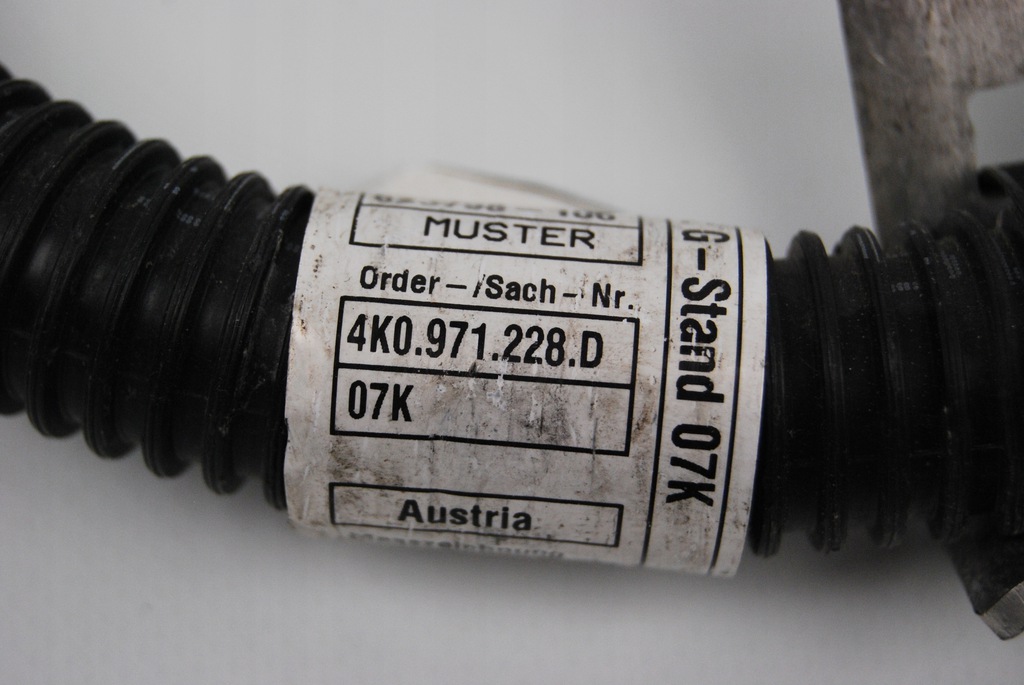 MUSTER
Order-/Sach-Nr.
4K0.971.228.D
07K
Austria
G-Stand 07K